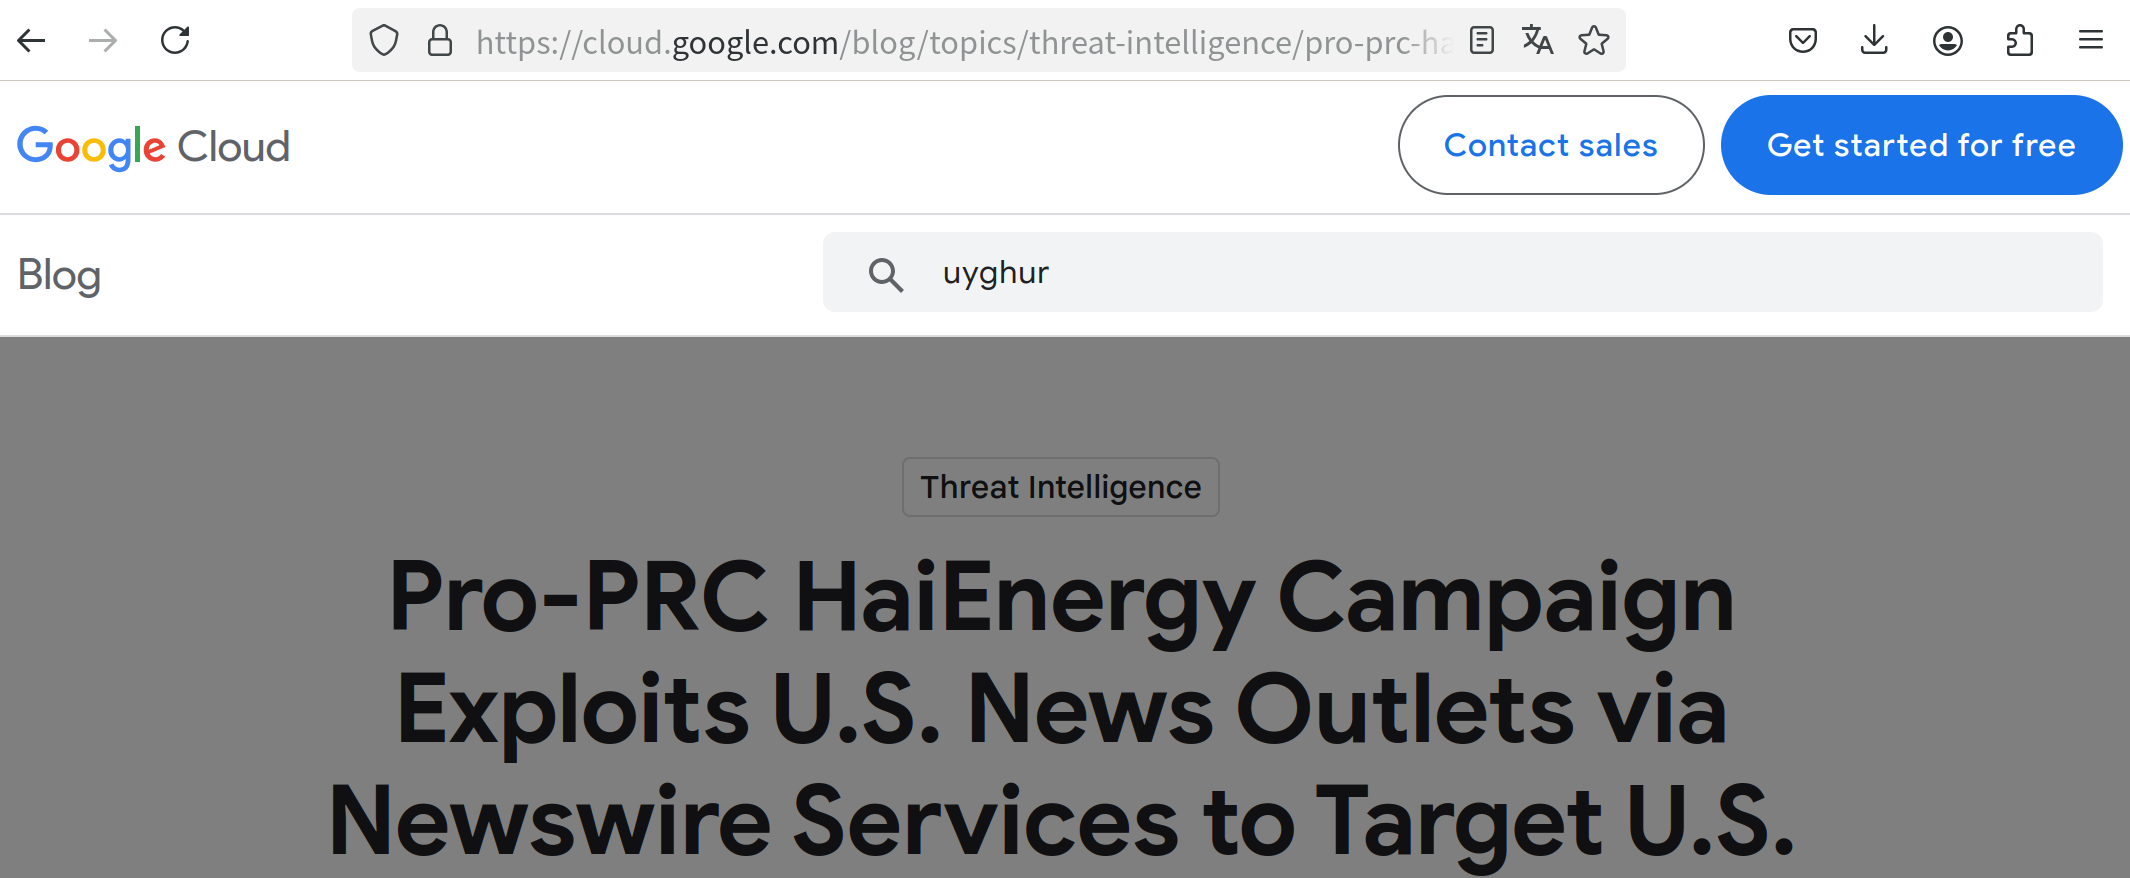 https://cloud.google.com/blog/topics/threat-intelligence/pro-prc-ha
Google Cloud
Contact sales
Get started for free
Blog
uyghur
Threat Intelligence
Pro-PRC HaiEnergy Campaign
Exploits U.S. News Outlets via
Newswire Services to Target U.S.